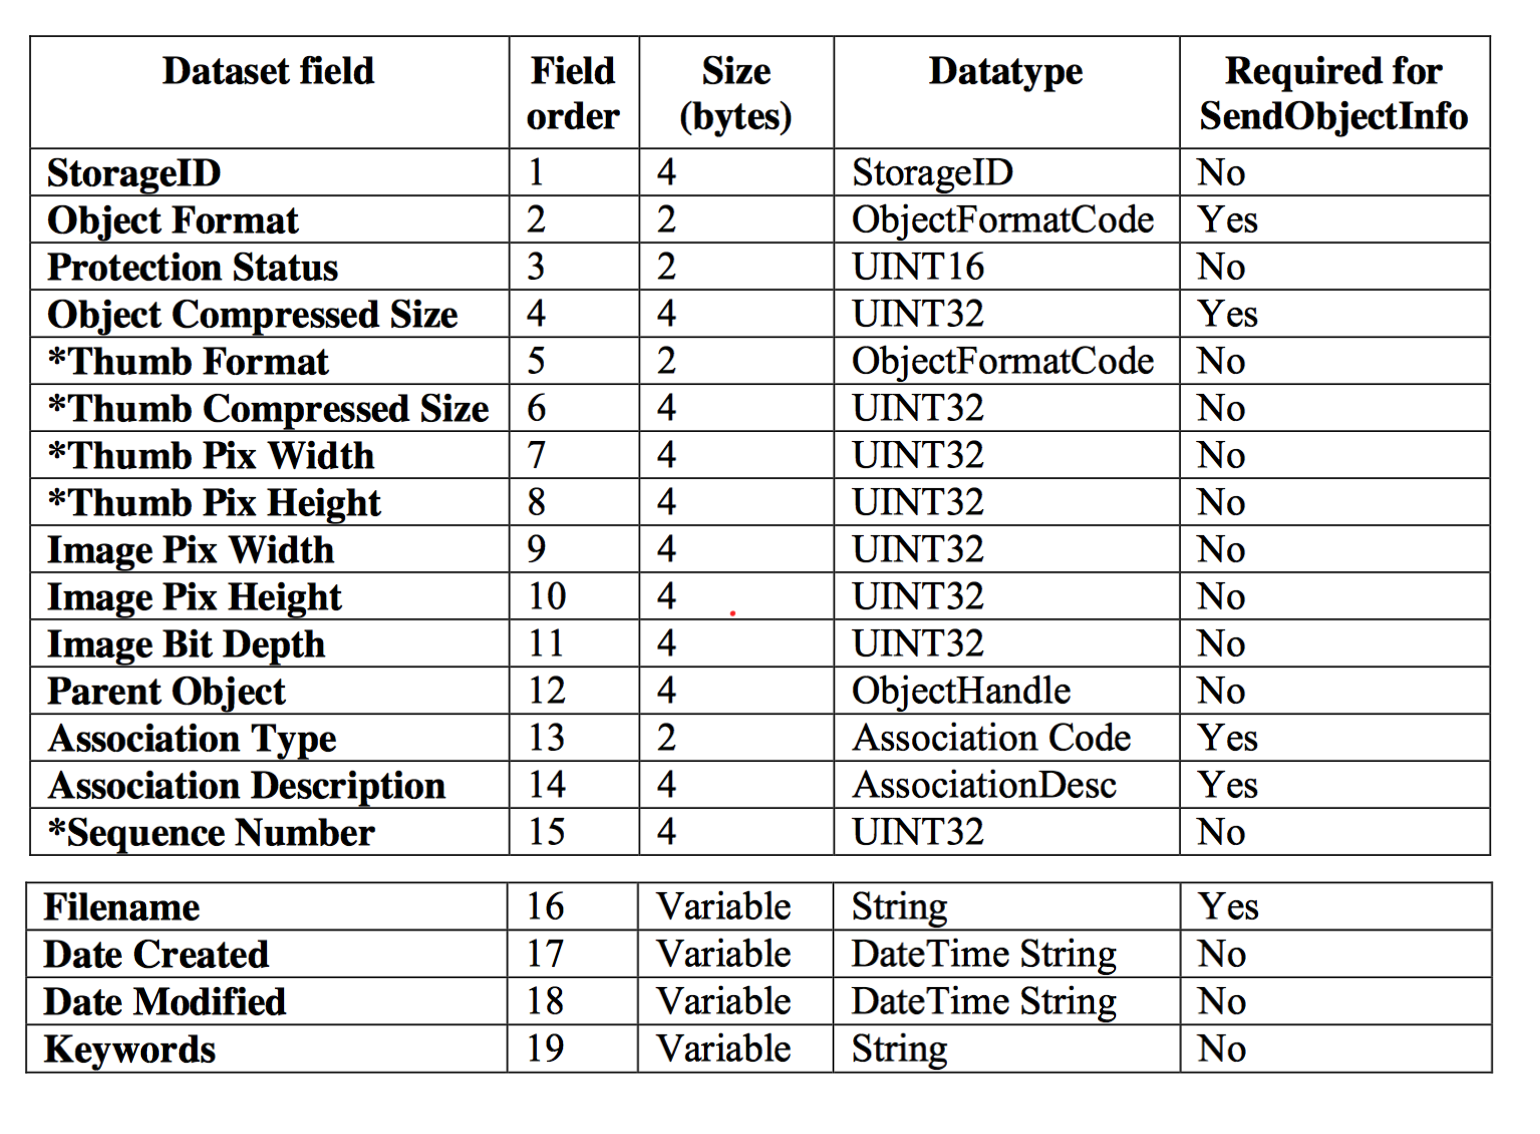 Dataset field Field order Size (bytes) Datatype Required for SendObjectInfo
StorageID 1 4 StorageID No
Object Format 2 2 ObjectFormatCode Yes
Protection Status 3 2 UINT16 No
Object Compressed Size 4 4 UINT32 Yes
*Thumb Format 5 2 ObjectFormatCode No
*Thumb Compressed Size 6 4 UINT32 No
*Thumb Pix Width 7 4 UINT32 No
*Thumb Pix Height 8 4 UINT32 No
Image Pix Width 9 4 UINT32 No
Image Pix Height 10 4 UINT32 No
Image Bit Depth 11 4 UINT32 No
Parent Object 12 4 ObjectHandle No
Association Type 13 2 Association Code Yes
Association Description 14 4 AssociationDesc Yes
*Sequence Number 15 4 UINT32 No
Filename 16 Variable String Yes
Date Created 17 Variable DateTime String No
Date Modified 18 Variable DateTime String No
Keywords 19 Variable String No